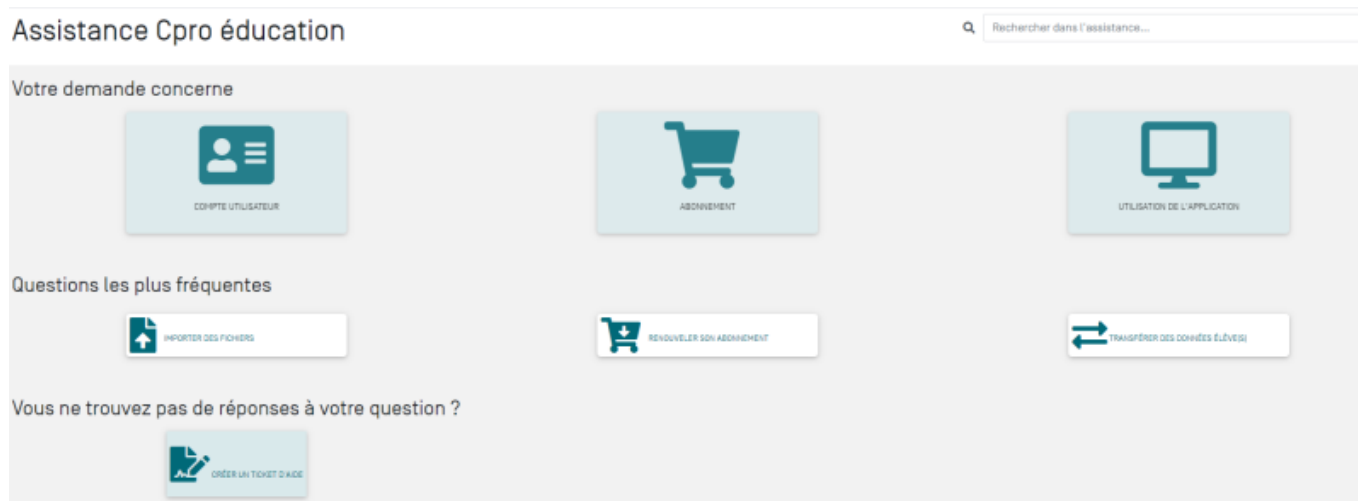 Assistance Cpro éducation
Rechercher dans l'assistance...
Votre demande concerne
COMPTE UTILISATEUR
ABONNEMENT
UTILISATION DE L'APPLICATION
Questions les plus fréquentes
IMPORTER DES FICHIERS
RENOUVELER SON ABONNEMENT
TRANSFÉRER DES DONNÉES ÉLÈVE(S)
Vous ne trouvez pas de réponses à votre question ?
CRÉER UN TICKET D'AIDE